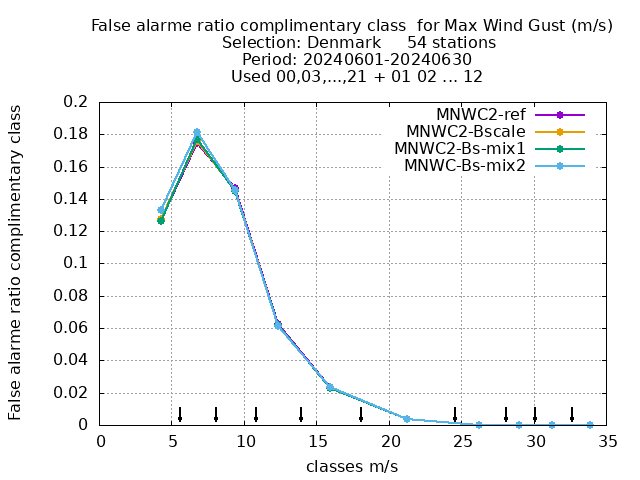 False alarme ratio complimentary class  for Max Wind Gust (m/s)
Selection: Denmark     54 stations
Period: 20240601-20240630
Used 00,03,...,21 + 01 02 ... 12
False alarme ratio complimentary class
0.2
0.18
0.16
0.14
0.12
0.1
0.08
0.06
0.04
0.02
0
MNWC2-ref
MNWC2-Bscale
MNWC2-Bs-mix1
MNWC-Bs-mix2
0 5 10 15 20 25 30 35
classes m/s